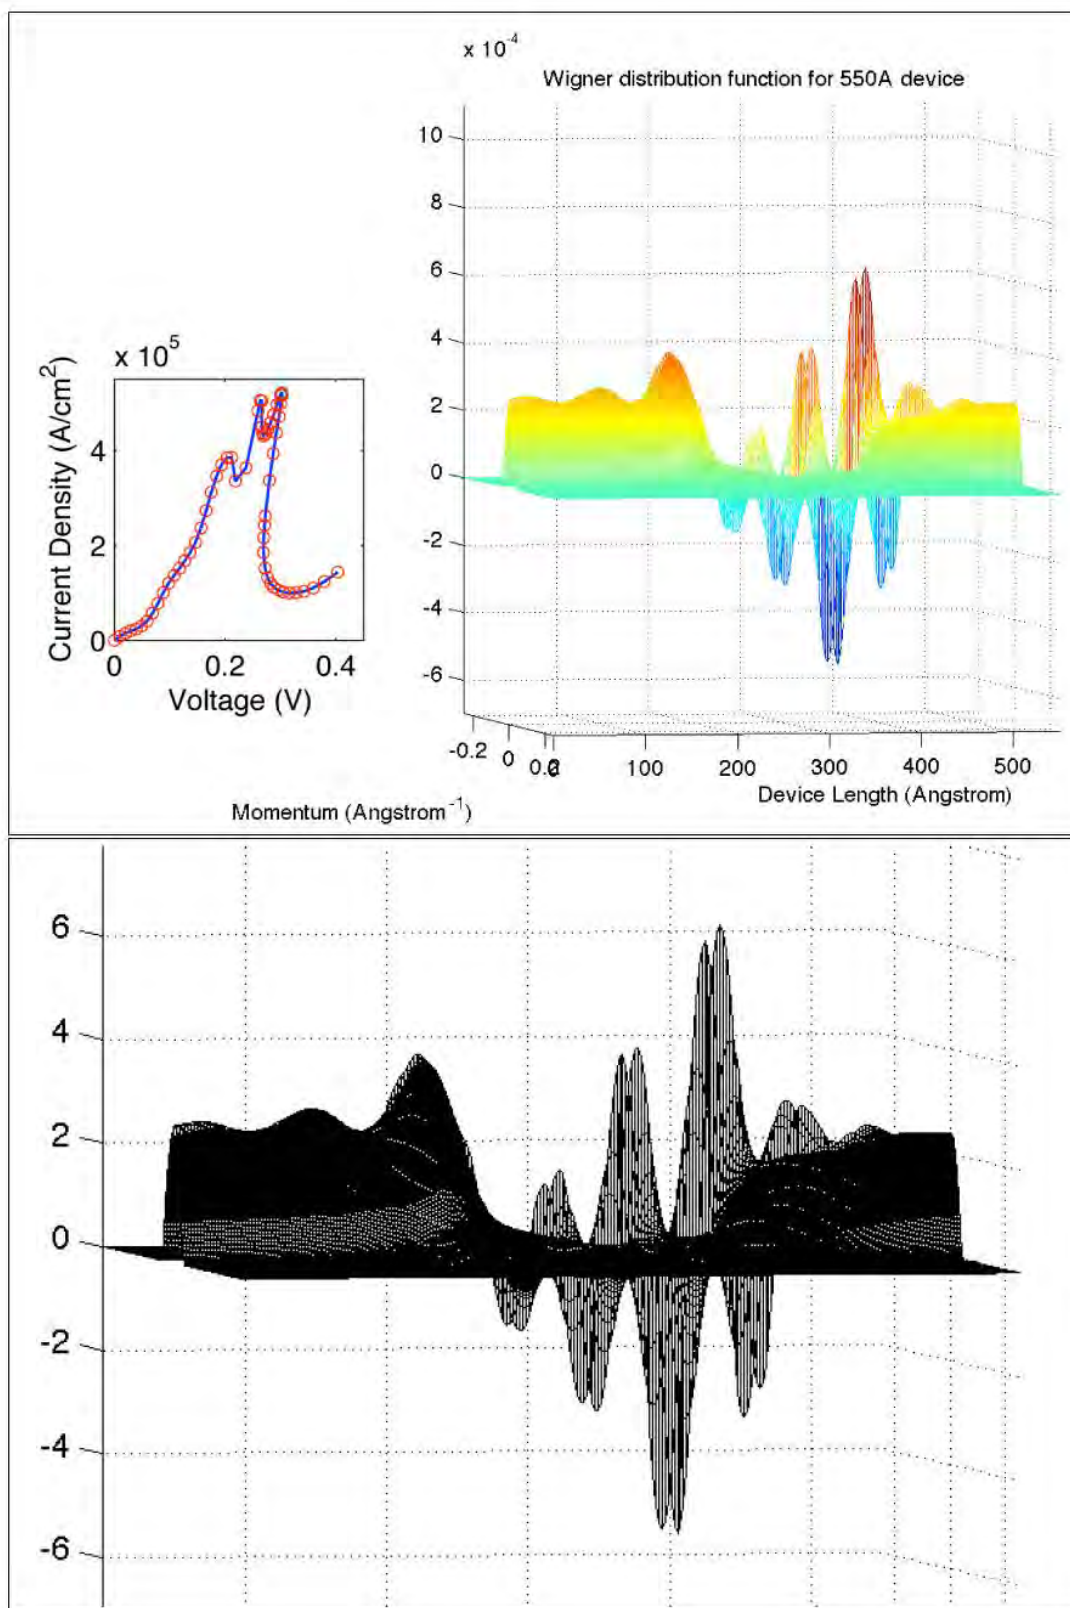 x 10-4
Wigner distribution function for 550A device
10
8
6
4
2
0
-2
-4
-6
x 10^5
Current Density (A/cm^2)
4
2
0
0 0.2 0.4
Voltage (V)
-0.2 0 100 200 300 400 500
Device Length (Angstrom)
Momentum (Angstrom^-1)
6
4
2
0
-2
-4
-6